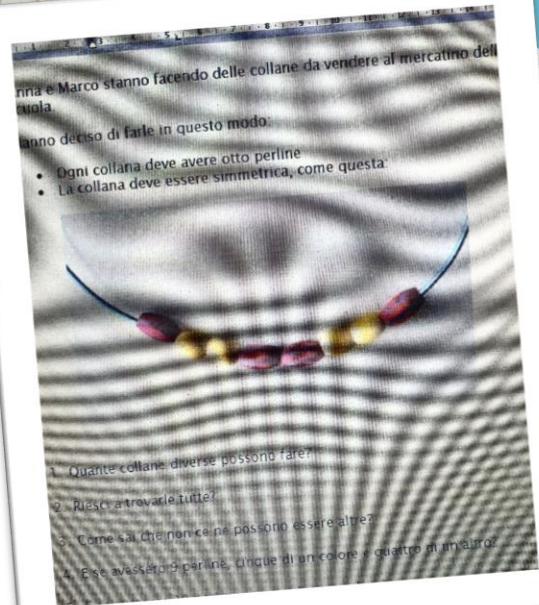 nna e Marco stanno facendo delle collane da vendere al mercatino dell
cuola.
anno deciso di farle in questo modo:
• Ogni collana deve avere otto perline
• La collana deve essere simmetrica, come questa:
1. Quante collane diverse possono fare?
2. Riesci a trovarle tutte?
3. Come sai che non ce ne possono essere altre?
4. E se avessero 9 perline, cinque di un colore e quattro di un altro?